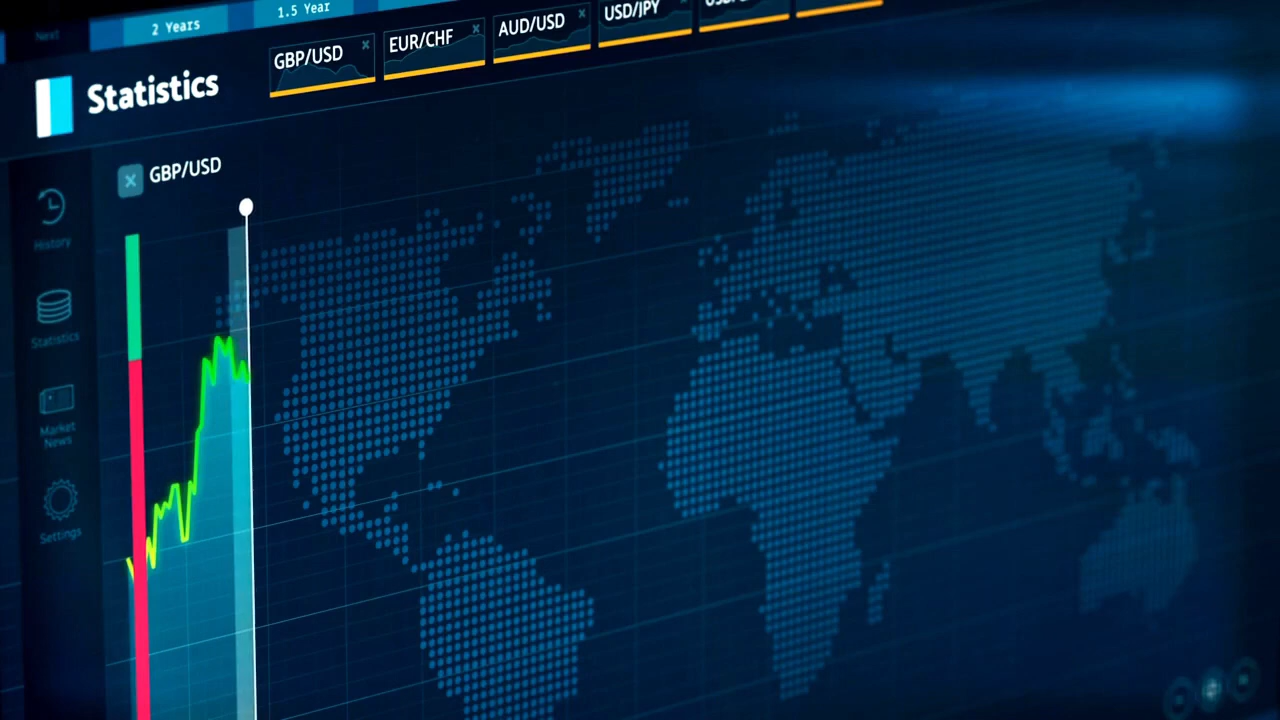 Next
2 Years
1.5 Year
Statistics
GBP/USD
EUR/CHF
AUD/USD
USD/JPY
GBP/USD
History
Statistics
Market
News
Settings